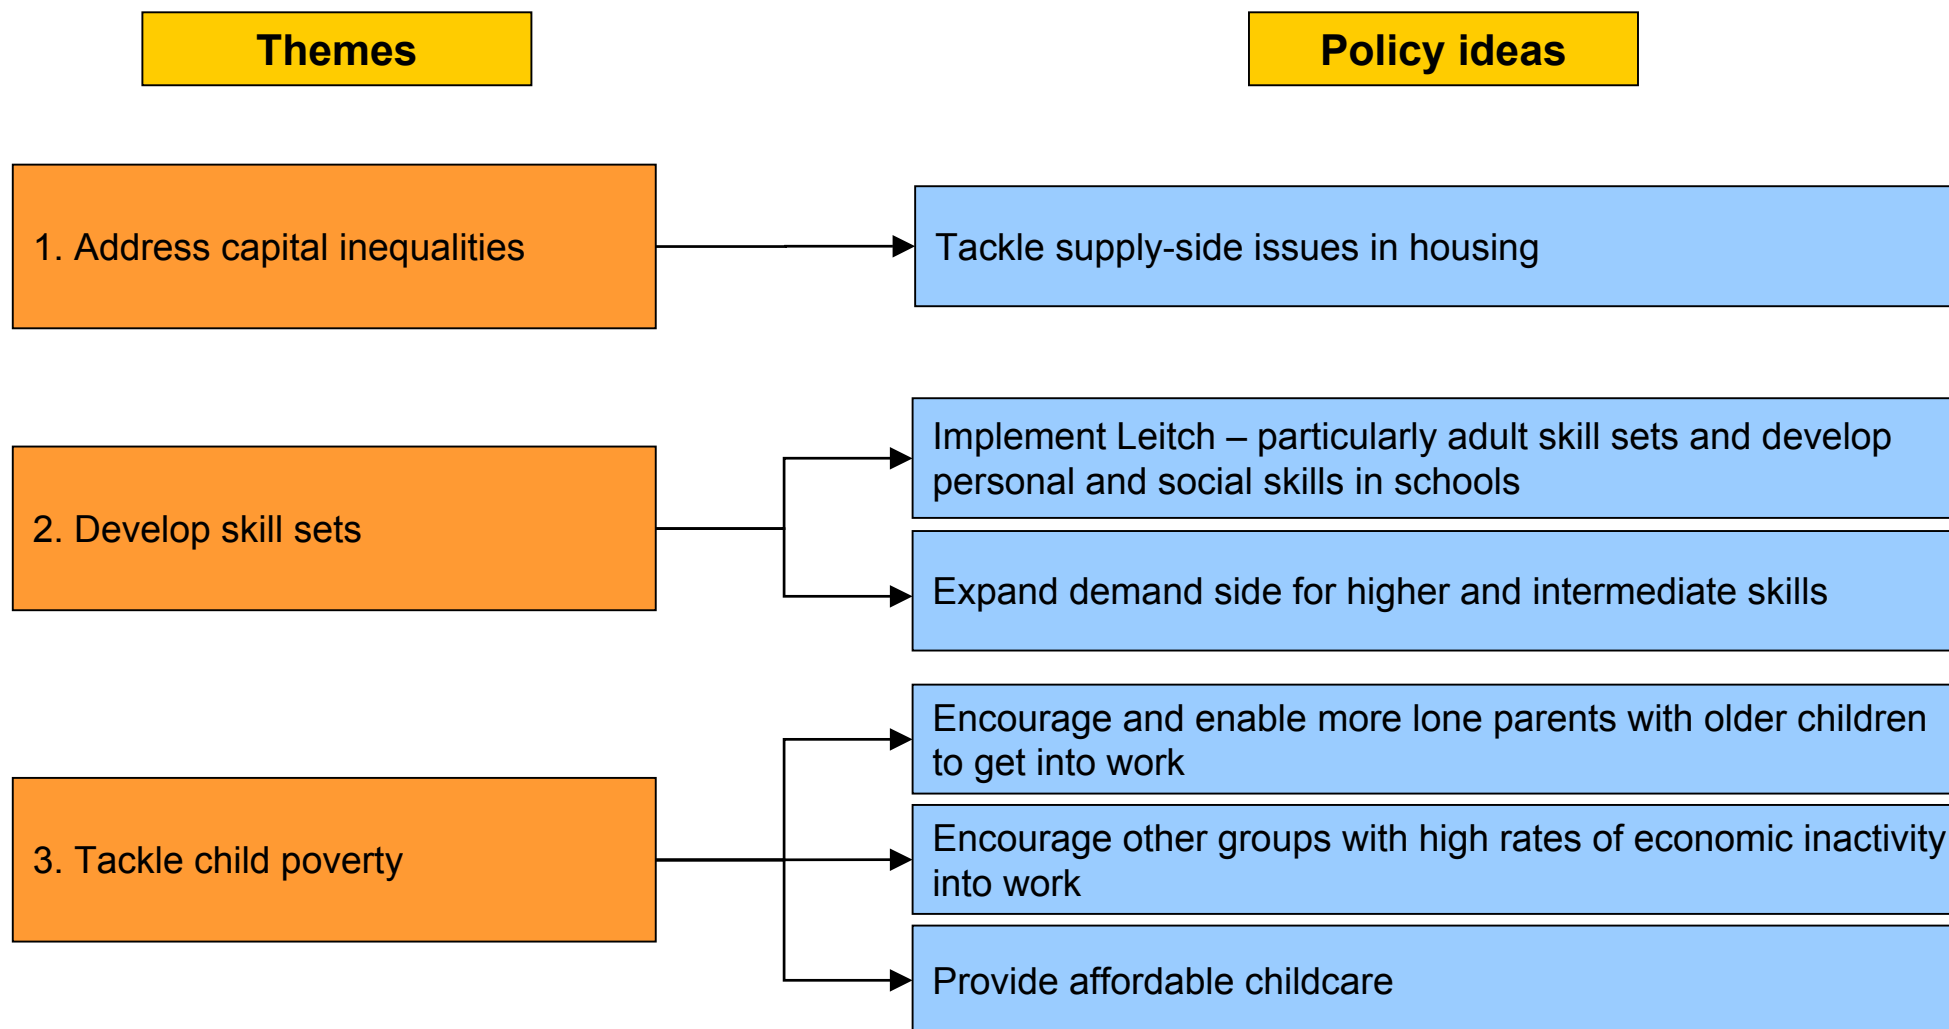 Themes
Policy ideas
1. Address capital inequalities
Tackle supply-side issues in housing
2. Develop skill sets
Implement Leitch – particularly adult skill sets and develop
personal and social skills in schools
Expand demand side for higher and intermediate skills
3. Tackle child poverty
Encourage and enable more lone parents with older children
to get into work
Encourage other groups with high rates of economic inactivity
into work
Provide affordable childcare